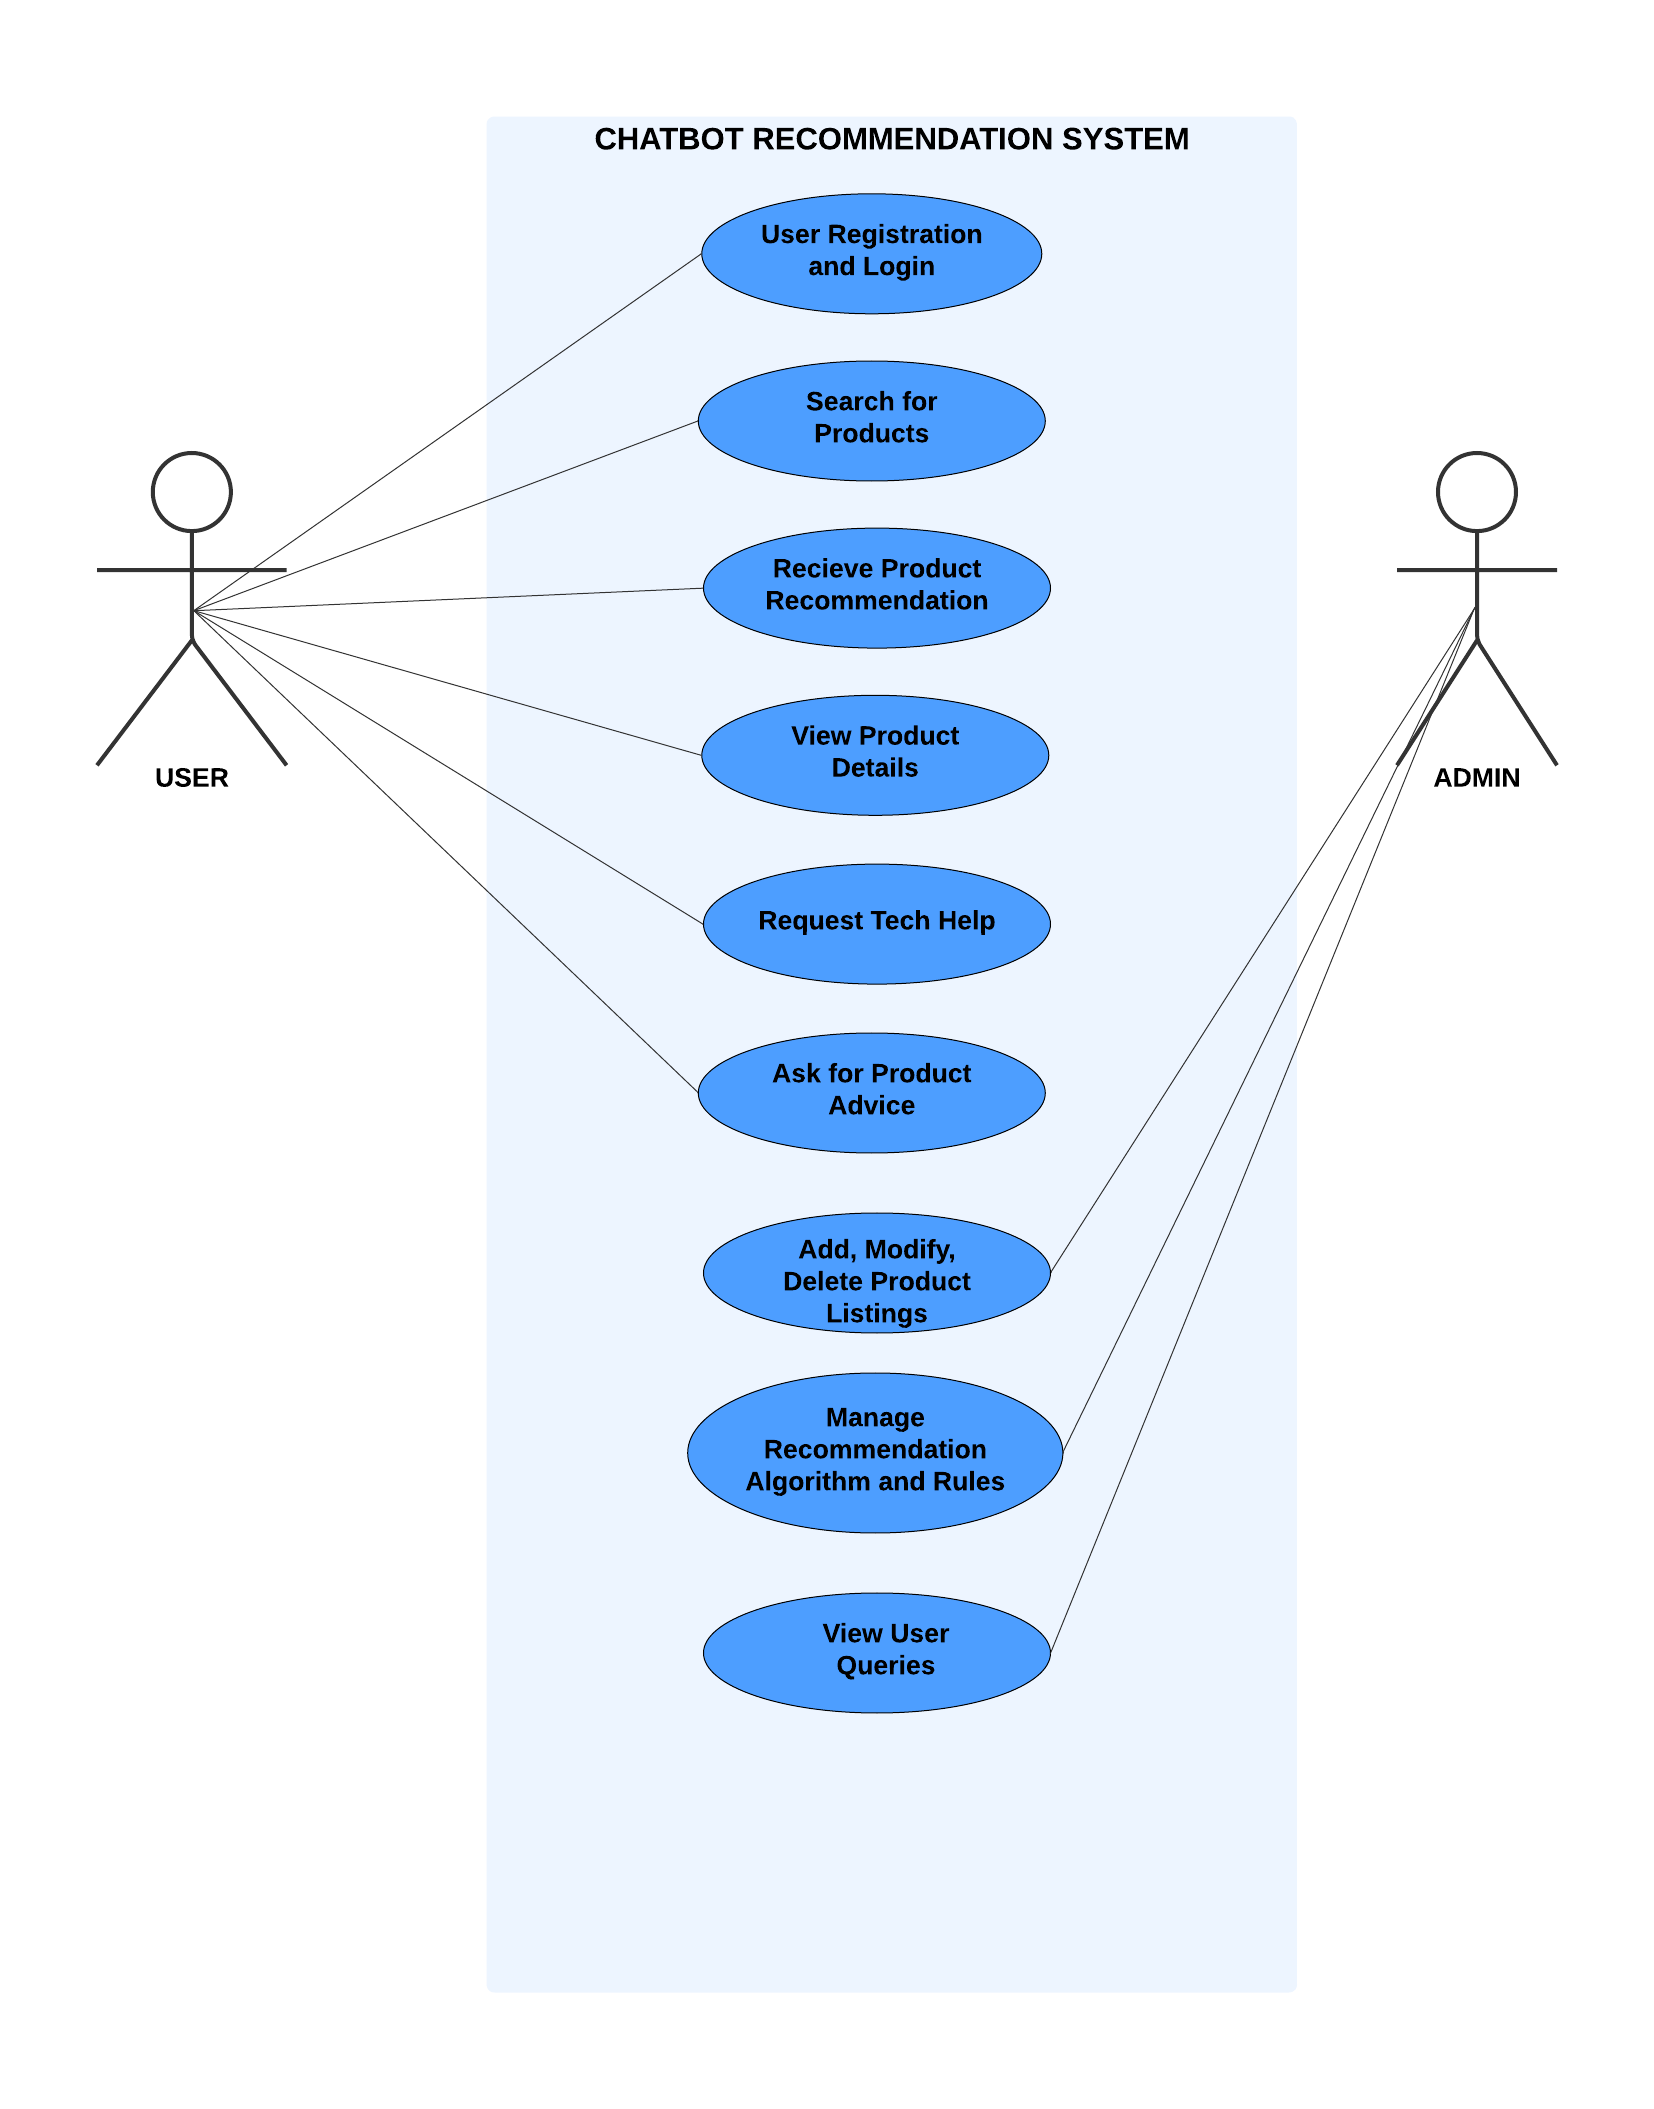 CHATBOT RECOMMENDATION SYSTEM
User Registration
and Login
Search for
Products
Recieve Product
Recommendation
View Product
Details
USER
ADMIN
Request Tech Help
Ask for Product
Advice
Add, Modify,
Delete Product
Listings
Manage
Recommendation
Algorithm and Rules
View User
Queries